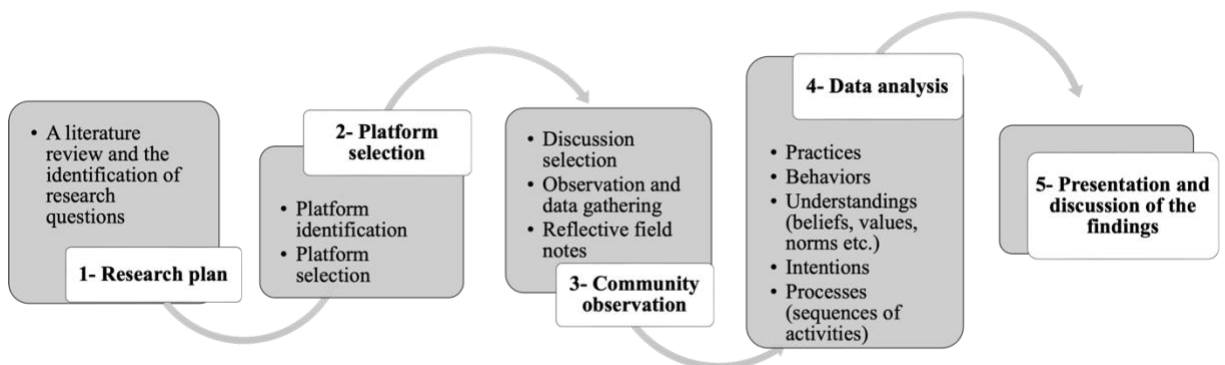 • A literature
review and the
identification of
research
questions
1- Research plan
2- Platform
selection
• Platform
identification
• Platform
selection
• Discussion
selection
• Observation and
data gathering
• Reflective field
notes
3- Community
observation
4- Data analysis
• Practices
• Behaviors
• Understandings
(beliefs, values,
norms etc.)
• Intentions
• Processes
(sequences of
activities)
5- Presentation and
discussion of the
findings